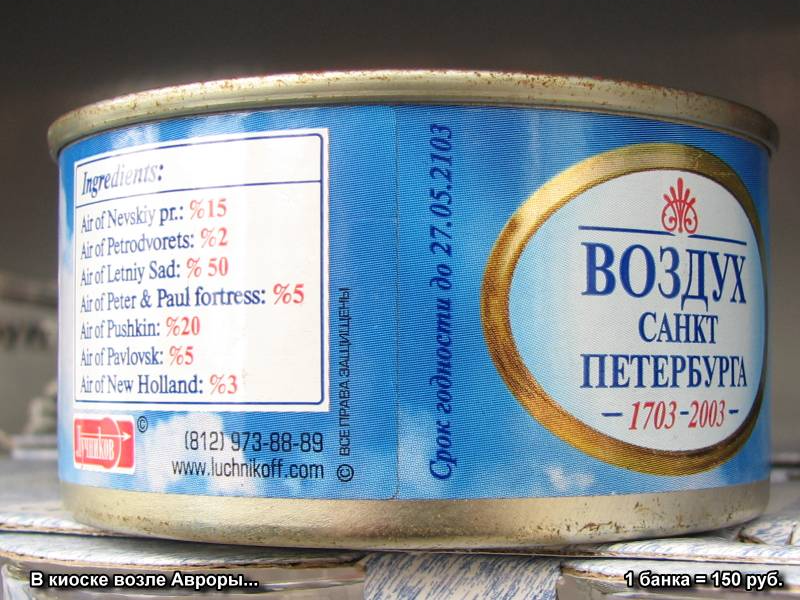 Ingredients:
Air of Nevskiy pr.: %15
Air of Petrodvorets: %2
Air of Letniy Sad: % 50
Air of Peter & Paul fortress: %5
Air of Pushkin: %20
Air of Pavlovsk: %5
Air of New Holland: %3
Лучников ©
(812) 973-88-89
www.luchnikoff.com
© ВСЕ ПРАВА ЗАЩИЩЕНЫ
Срок годности до 27.05.2103
ВОЗДУХ
САНКТ
ПЕТЕРБУРГА
– 1703-2003 –
В киоске возле Авроры...
1 банка = 150 руб.